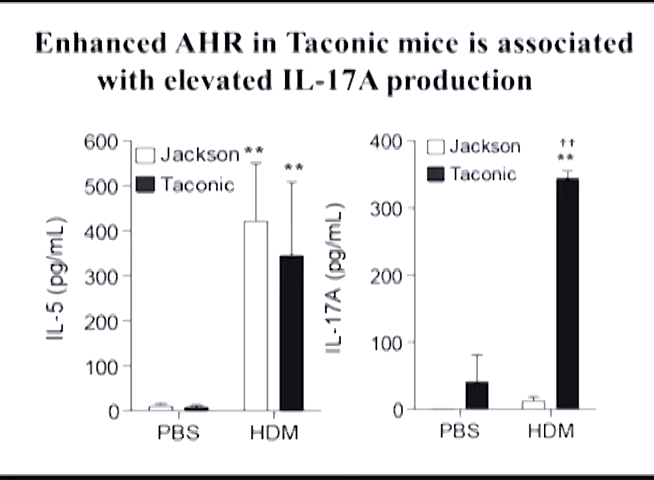 Enhanced AHR in Taconic mice is associated
with elevated IL-17A production
600
500
400
300
200
100
0
IL-5 (pg/mL)
Jackson
Taconic
**
**
PBS
HDM
400
300
200
100
0
IL-17A (pg/mL)
Jackson
Taconic
††
**
PBS
HDM